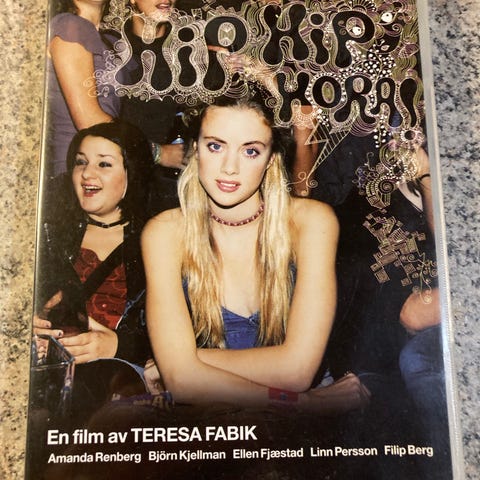 HIP HIP
HORA!
En film av TERESA FABIK
Amanda Renberg Björn Kjellman Ellen Fjæstad Linn Persson Filip Berg